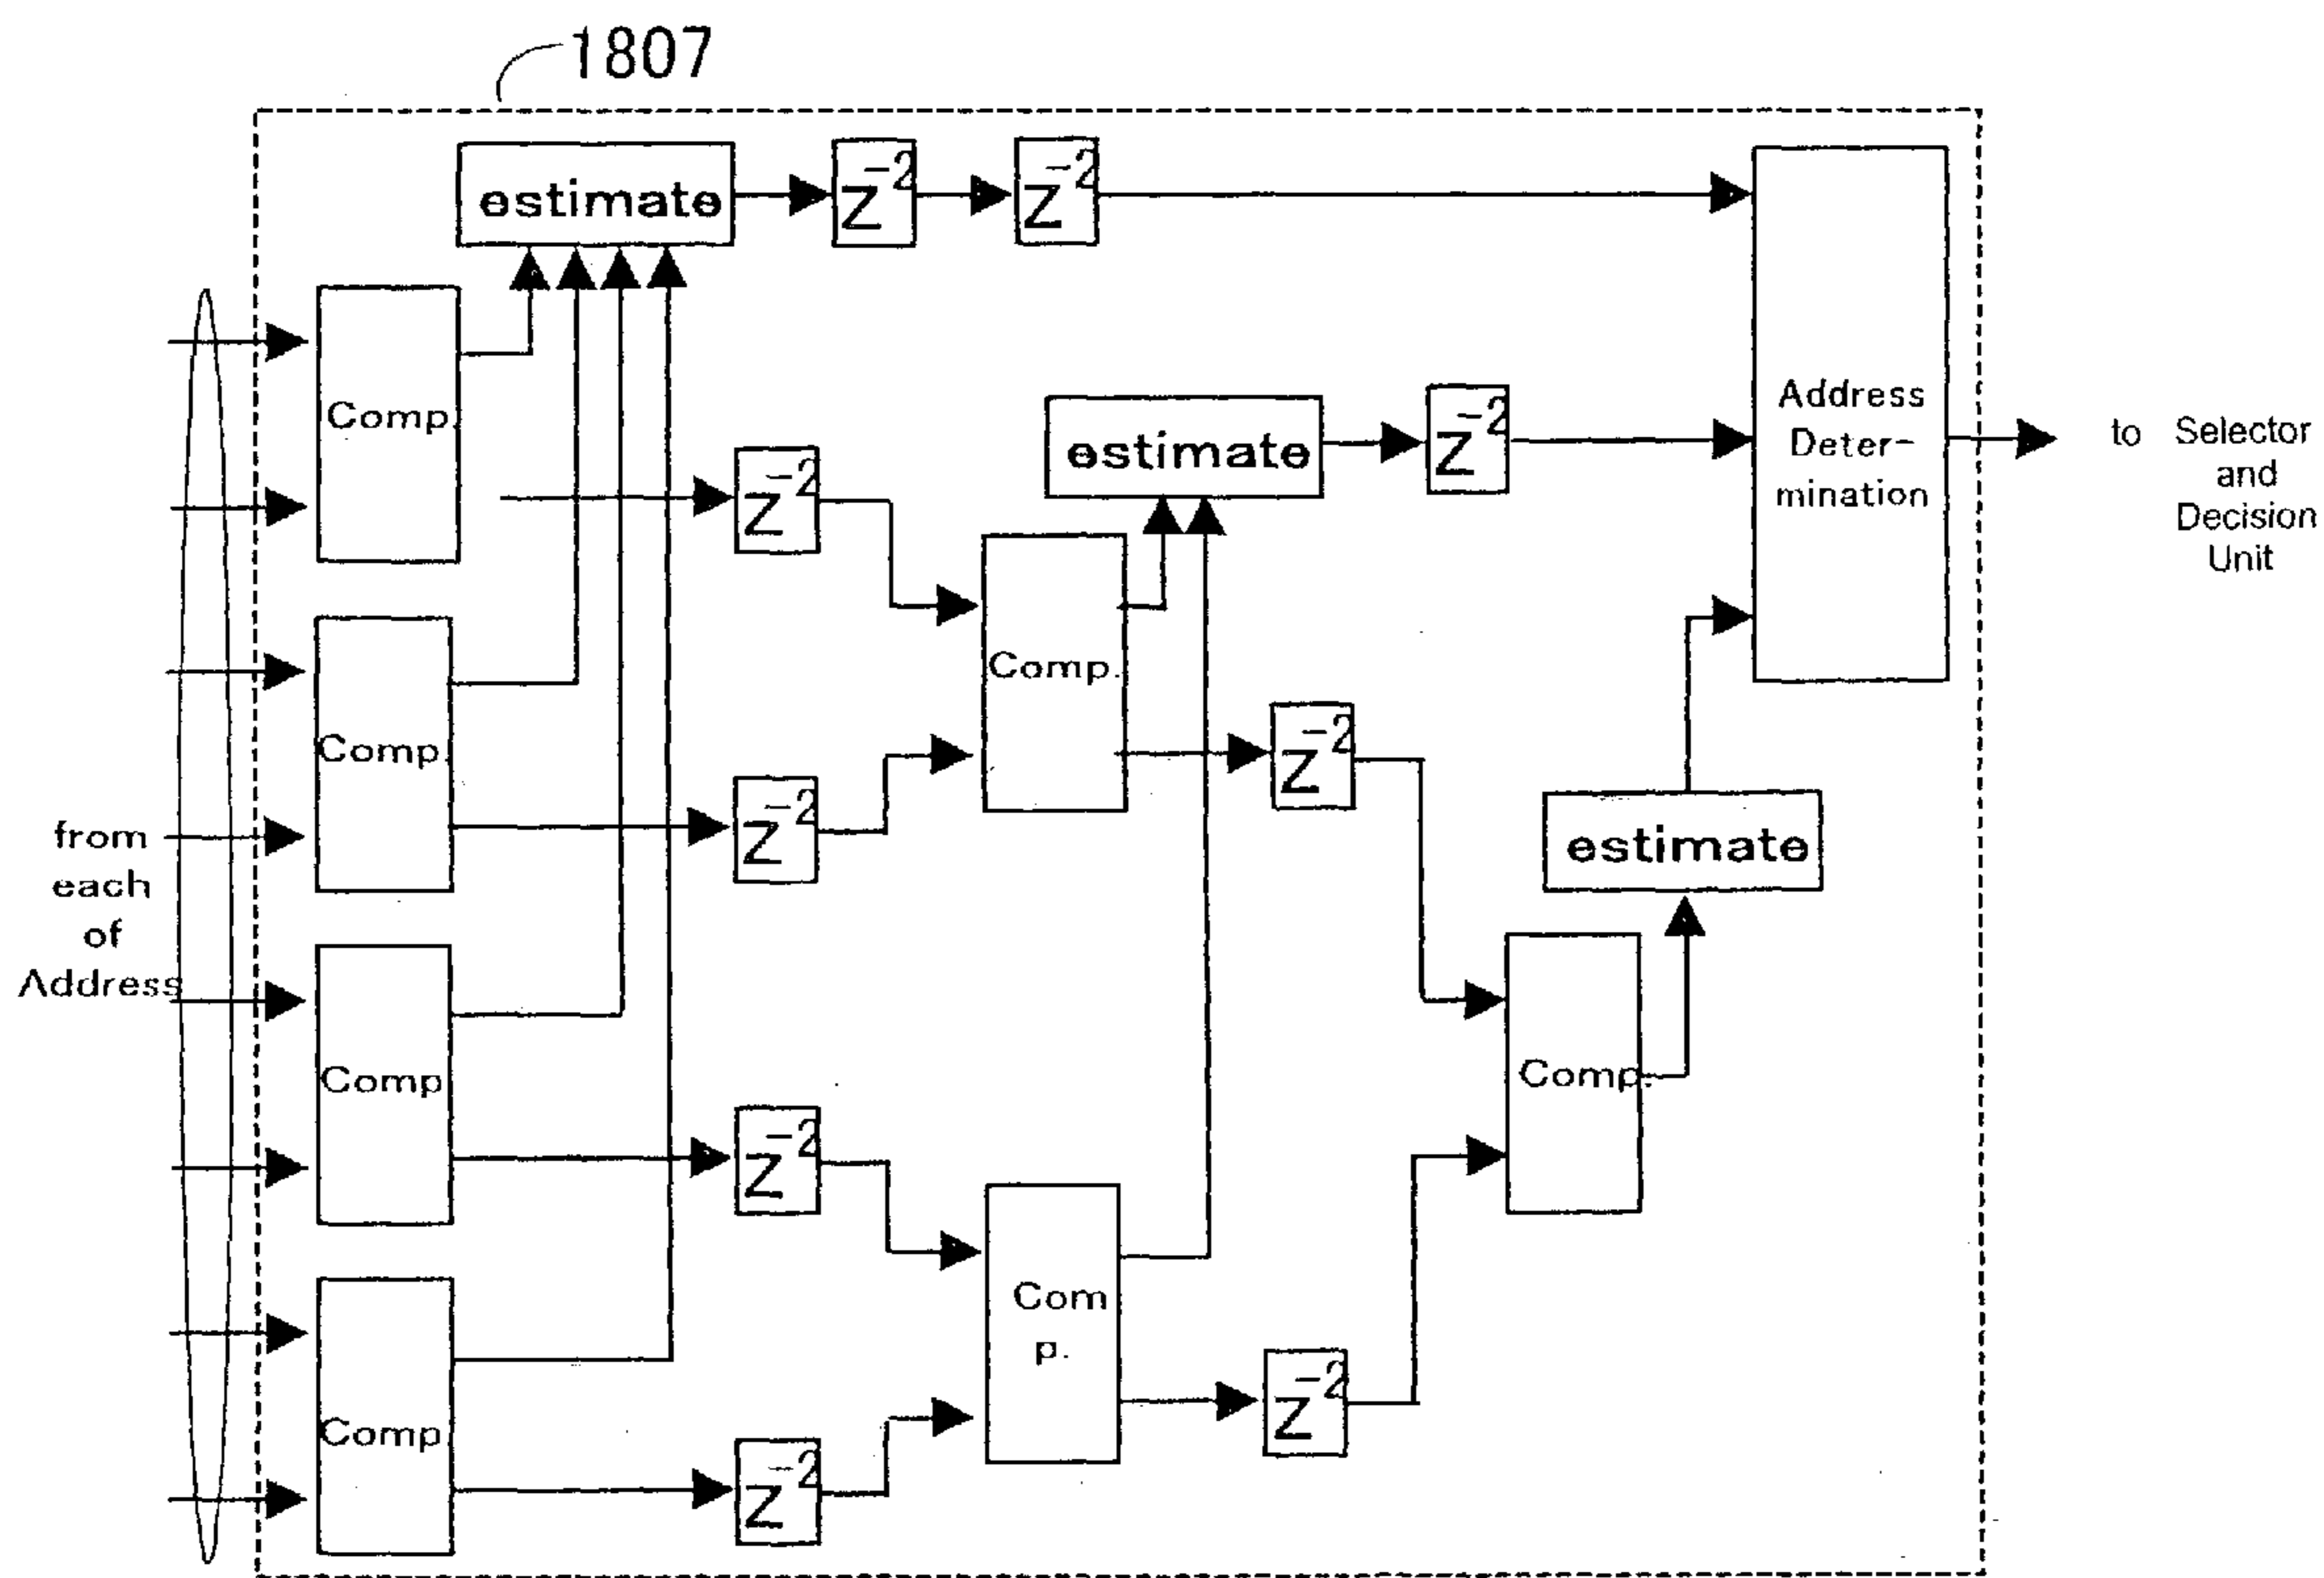 1807
estimate
z⁻²
z⁻²
Comp.
estimate
z⁻²
Address
Deter-
mination
to Selector
and
Decision
Unit
z⁻²
Comp.
Comp.
z⁻²
z⁻²
estimate
from
each
of
Address
Comp
Comp.
z⁻²
Com
p.
z⁻²
Comp
z⁻²